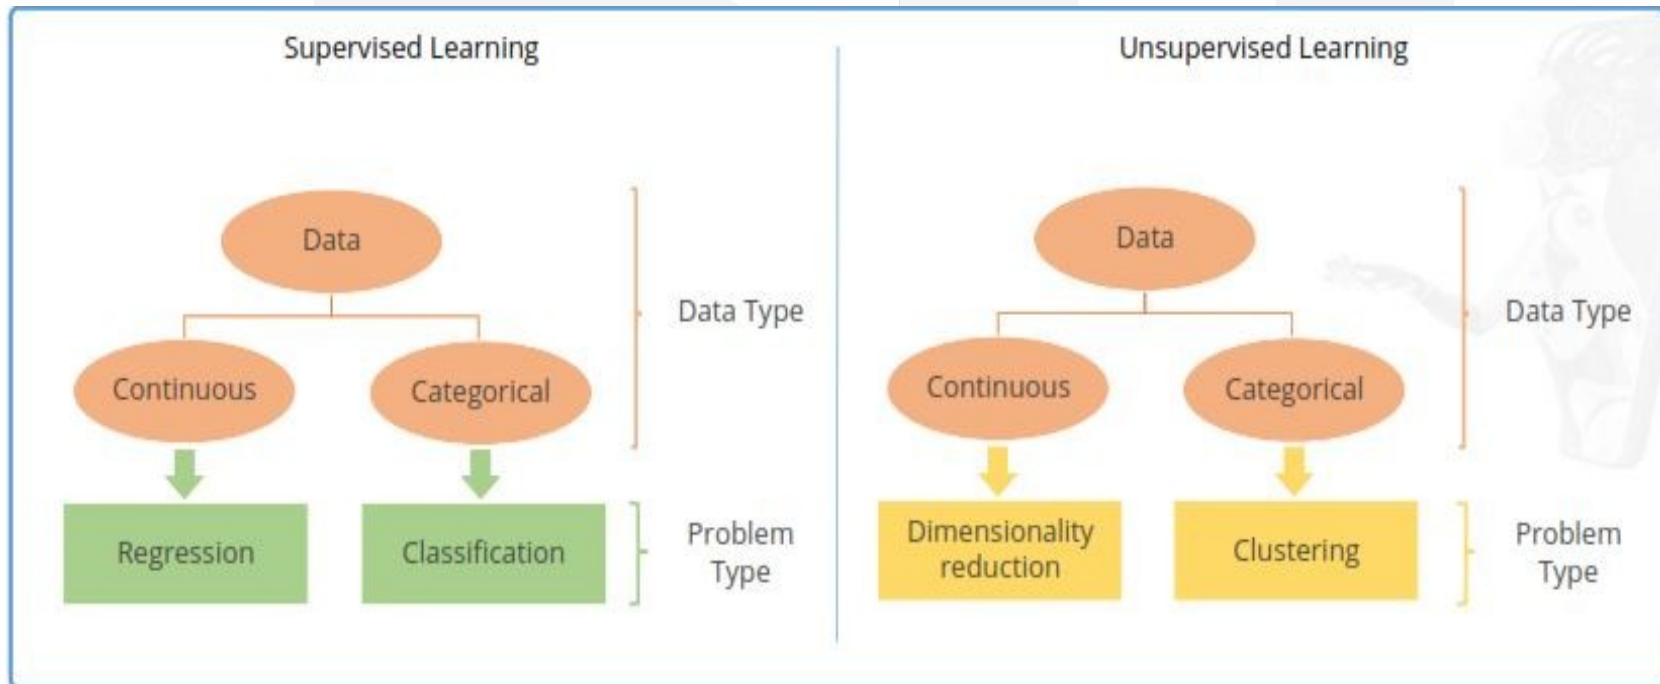 Supervised Learning
Data
Continuous
Categorical
Data Type
Regression
Classification
Problem
Type
Unsupervised Learning
Data
Continuous
Categorical
Data Type
Dimensionality
reduction
Clustering
Problem
Type